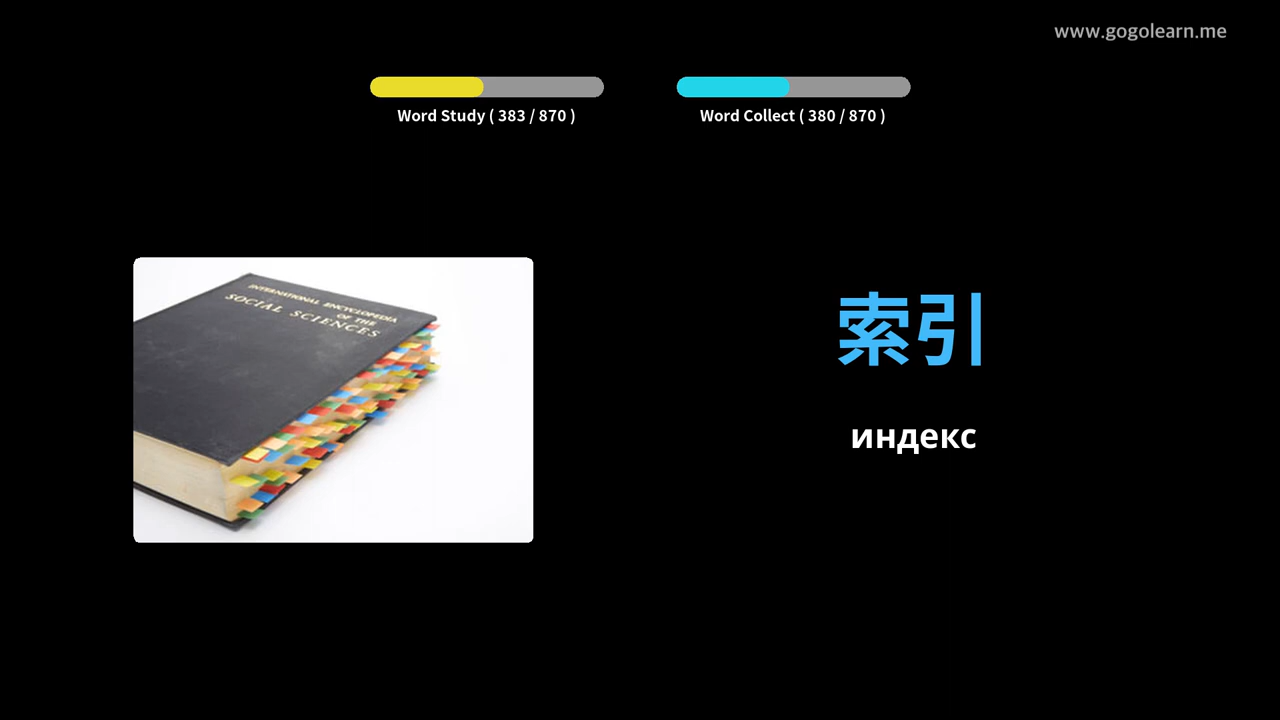 www.gogolearn.me
Word Study ( 383 / 870 )
Word Collect ( 380 / 870 )
INTERNATIONAL ENCYCLOPEDIA
OF THE
SOCIAL SCIENCES
索引
индекс